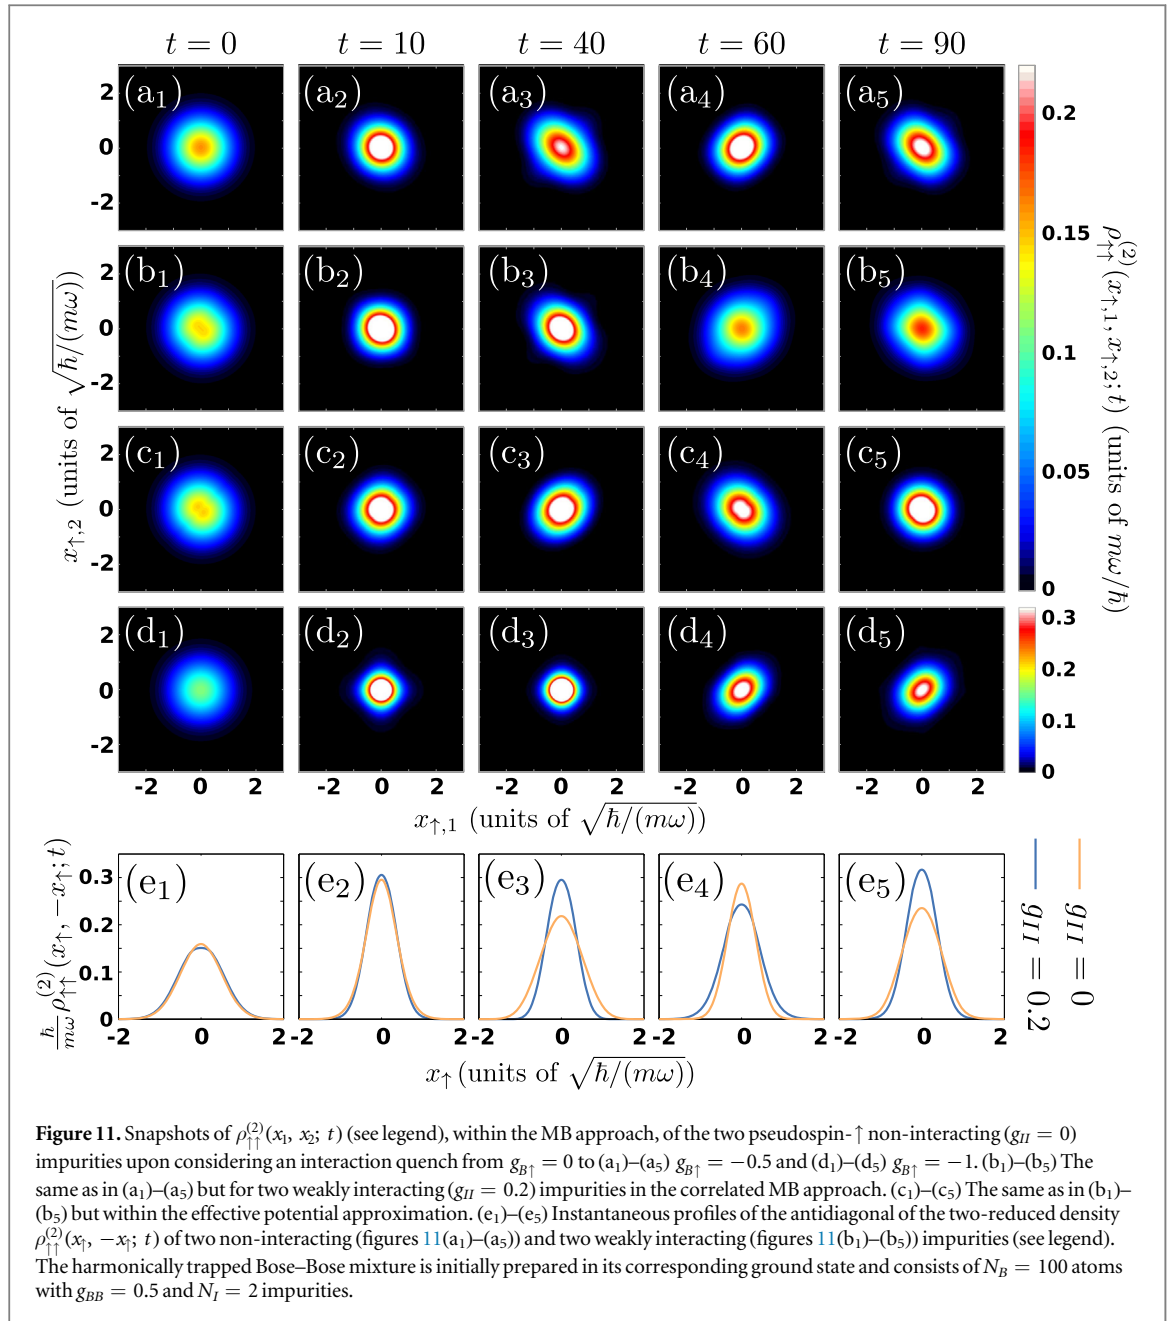 t = 0 t = 10 t = 40 t = 60 t = 90
(a₁) (a₂) (a₃) (a₄) (a₅)
2
0
-2
0.2
0.15
0.1
0.05
0
(b₁) (b₂) (b₃) (b₄) (b₅)
2
0
-2
(c₁) (c₂) (c₃) (c₄) (c₅)
2
0
-2
(d₁) (d₂) (d₃) (d₄) (d₅)
2
0
-2
0.3
0.2
0.1
0
-2 0 2 -2 0 2 -2 0 2 -2 0 2 -2 0 2
x↑,₁ (units of √ħ/(mω))
x↑,₂ (units of √ħ/(mω))
ρ↑↑⁽²⁾(x↑,₁, x↑,₂; t) (units of mω/ħ)
(e₁) (e₂) (e₃) (e₄) (e₅)
0.3
0.2
0.1
0
-2 0 2 -2 0 2 -2 0 2 -2 0 2 -2 0 2
ħ/mω ρ↑↑⁽²⁾(x↑, −x↑; t)
x↑ (units of √ħ/(mω))
g_II = 0
g_II = 0.2
Figure 11. Snapshots of ρ↑↑⁽²⁾(x₁, x₂; t) (see legend), within the MB approach, of the two pseudospin-↑ non-interacting (g_II = 0)
impurities upon considering an interaction quench from g_B↑ = 0 to (a₁)–(a₅) g_B↑ = −0.5 and (d₁)–(d₅) g_B↑ = −1. (b₁)–(b₅) The
same as in (a₁)–(a₅) but for two weakly interacting (g_II = 0.2) impurities in the correlated MB approach. (c₁)–(c₅) The same as in (b₁)–
(b₅) but within the effective potential approximation. (e₁)–(e₅) Instantaneous profiles of the antidiagonal of the two-reduced density
ρ↑↑⁽²⁾(x↑, −x↑; t) of two non-interacting (figures 11(a₁)–(a₅)) and two weakly interacting (figures 11(b₁)–(b₅)) impurities (see legend).
The harmonically trapped Bose–Bose mixture is initially prepared in its corresponding ground state and consists of N_B = 100 atoms
with g_BB = 0.5 and N_I = 2 impurities.